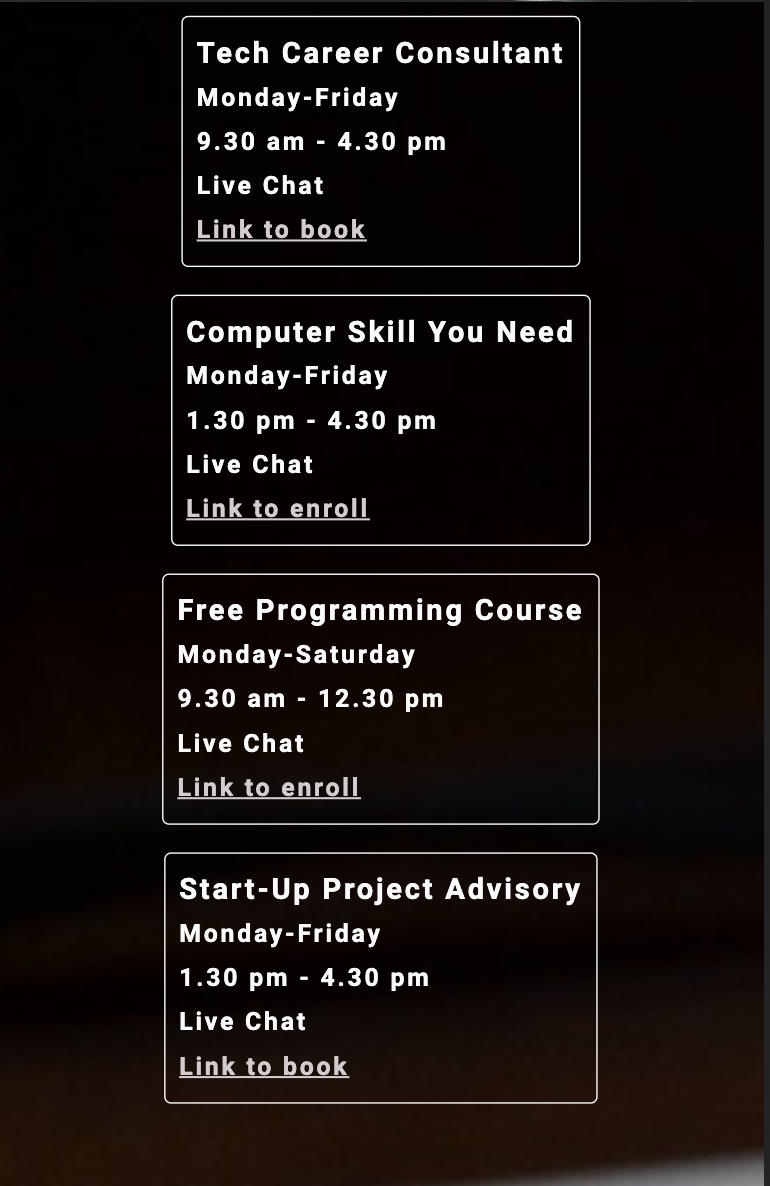 Tech Career Consultant
Monday-Friday
9.30 am - 4.30 pm
Live Chat
Link to book
Computer Skill You Need
Monday-Friday
1.30 pm - 4.30 pm
Live Chat
Link to enroll
Free Programming Course
Monday-Saturday
9.30 am - 12.30 pm
Live Chat
Link to enroll
Start-Up Project Advisory
Monday-Friday
1.30 pm - 4.30 pm
Live Chat
Link to book